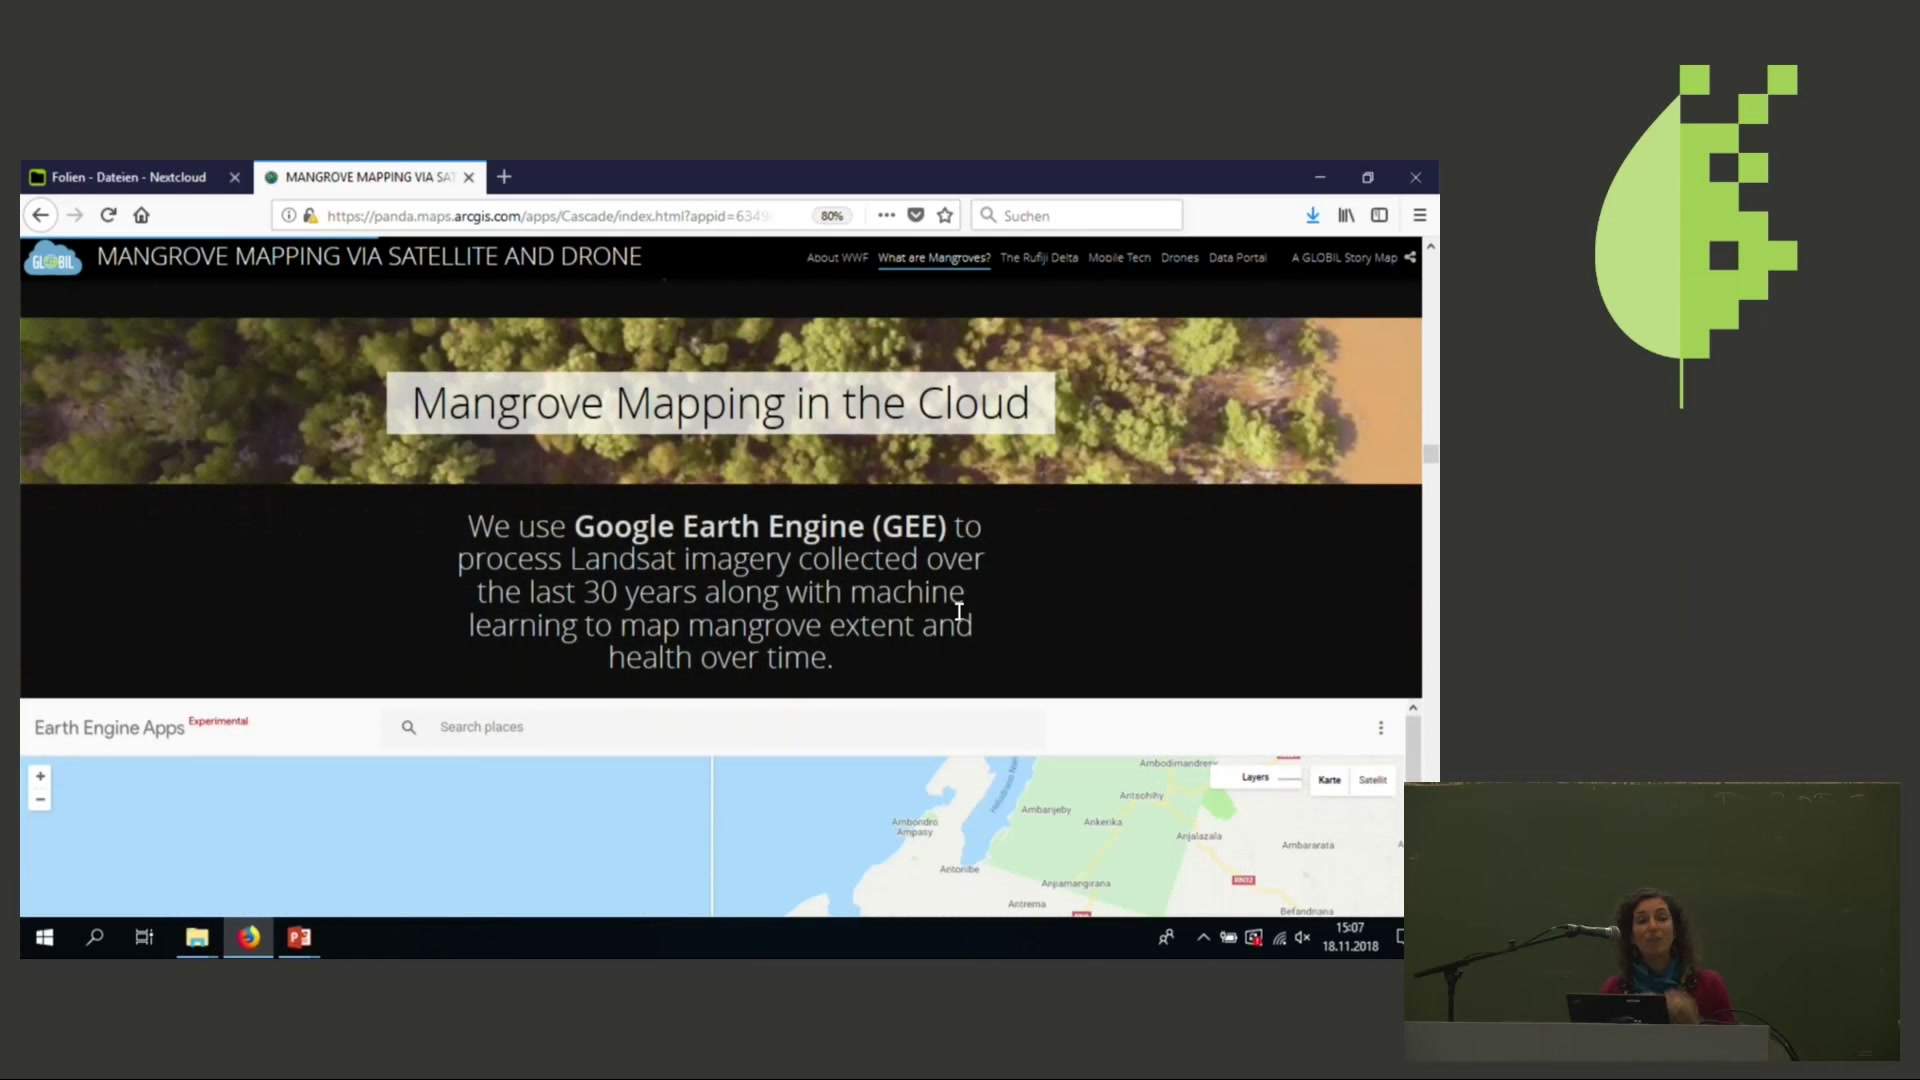 Folien - Dateien - Nextcloud
MANGROVE MAPPING VIA SAT
https://panda.maps.arcgis.com/apps/Cascade/index.html?appid=6349
80%
Suchen
GLOBIL
MANGROVE MAPPING VIA SATELLITE AND DRONE
About WWF
What are Mangroves?
The Rufiji Delta
Mobile Tech
Drones
Data Portal
A GLOBIL Story Map
Mangrove Mapping in the Cloud
We use Google Earth Engine (GEE) to
process Landsat imagery collected over
the last 30 years along with machine
learning to map mangrove extent and
health over time.
Earth Engine Apps Experimental
Search places
Layers
Karte
Satellit
Ambodimandrery
Antsohihy
Ambarijeby
Ankerika
Ambondro
Ampasy
Anjalazala
Ambararata
Antonibe
Anjiamangirana
RN32
Antrema
Befandriana
15:07
18.11.2018